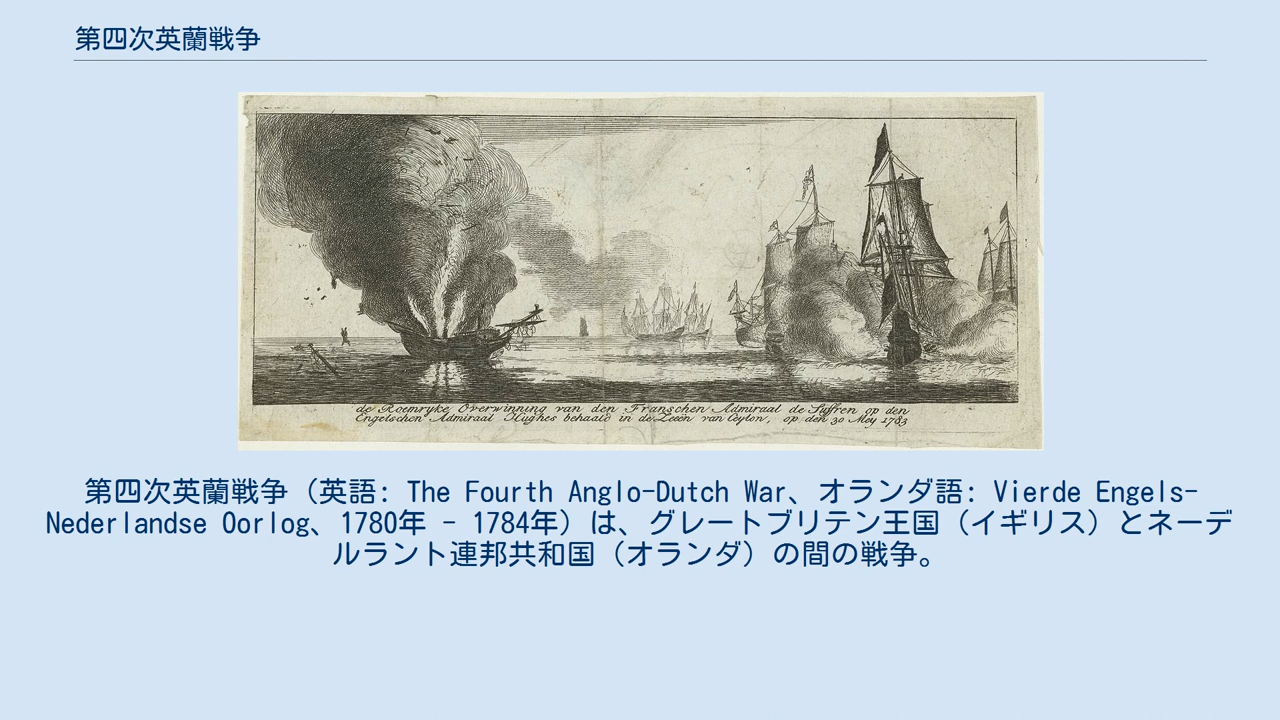 第四次英蘭戦争
de Roemryke Overwinning van den Franschen Admiraal de Suffren op den
Engelschen Admiraal Hughes behaald in de Zeeën van Ceylon, op den 30 Mey 1783
第四次英蘭戦争（英語: The Fourth Anglo-Dutch War、オランダ語: Vierde Engels-
Nederlandse Oorlog、1780年 - 1784年）は、グレートブリテン王国（イギリス）とネーデ
ルラント連邦共和国（オランダ）の間の戦争。